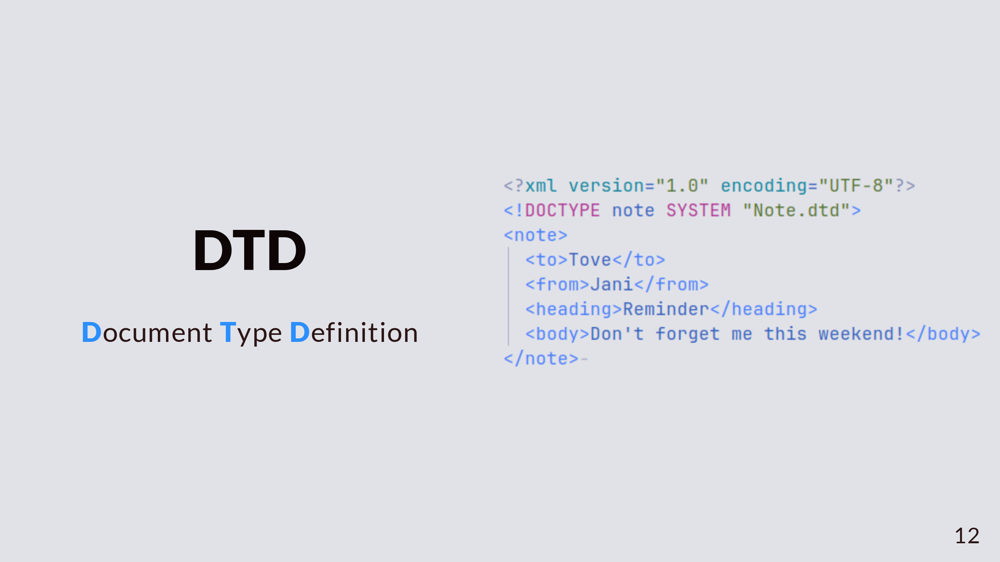 DTD
Document Type Definition
<?xml version="1.0" encoding="UTF-8"?>
<!DOCTYPE note SYSTEM "Note.dtd">
<note>
<to>Tove</to>
<from>Jani</from>
<heading>Reminder</heading>
<body>Don't forget me this weekend!</body>
</note>-
12